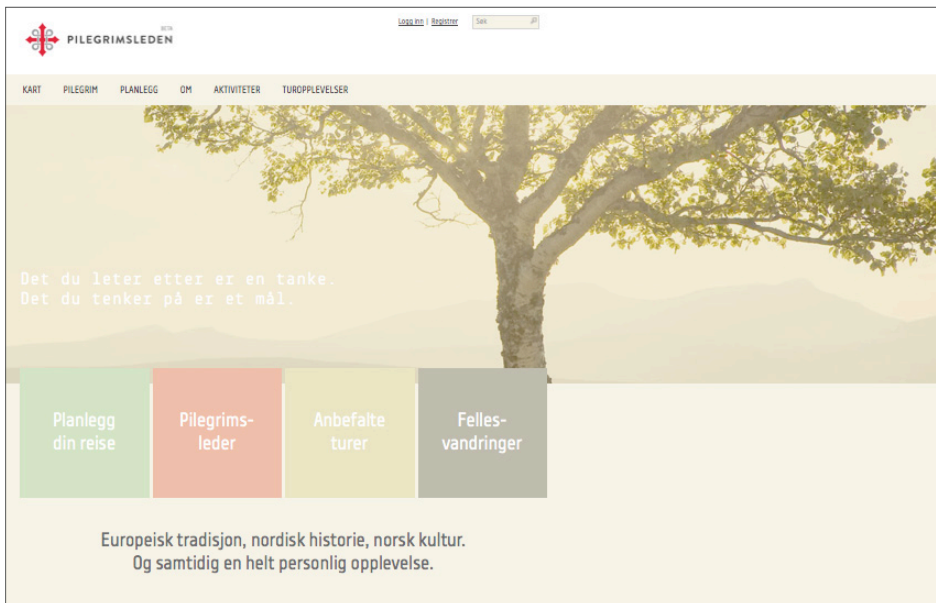 BETA
PILEGRIMSLEDEN
Logg inn | Registrer
Søk
KART PILEGRIM PLANLEGG OM AKTIVITETER TUROPPLEVELSER
Det du leter etter er en tanke.
Det du tenker på er et mål.
Planlegg
din reise
Pilegrims-
leder
Anbefalte
turer
Felles-
vandringer
Europeisk tradisjon, nordisk historie, norsk kultur.
Og samtidig en helt personlig opplevelse.